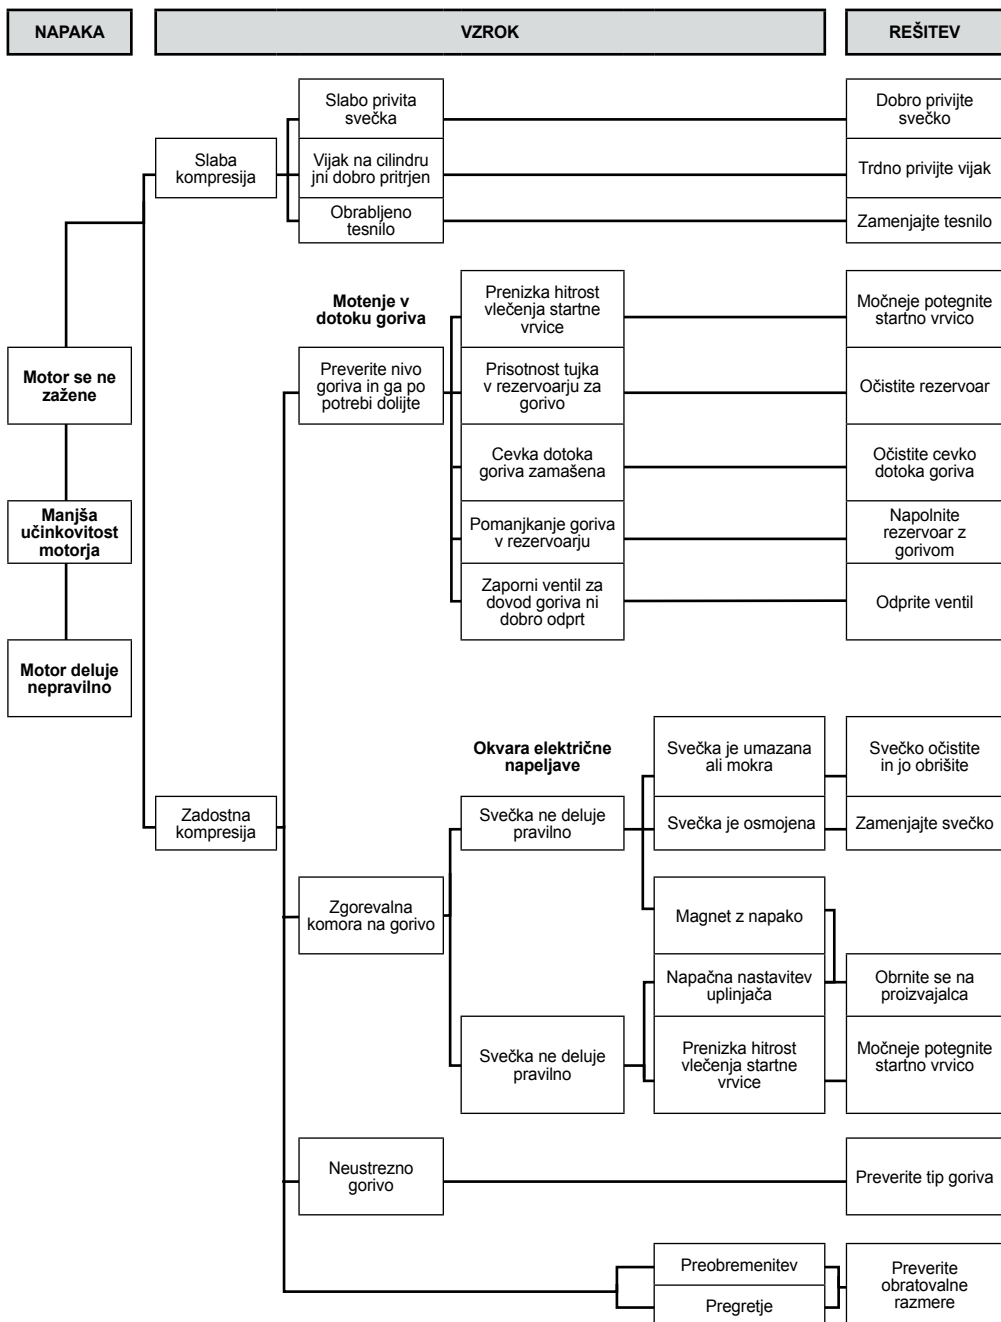 NAPAKA
VZROK
REŠITEV
Slaba
kompresija
Slabo privita
svečka
Dobro privijte
svečko
Vijak na cilindru
jni dobro pritrjen
Trdno privijte vijak
Obrabljeno
tesnilo
Zamenjajte tesnilo
Motor se ne
zažene
Manjša
učinkovitost
motorja
Motor deluje
nepravilno
Zadostna
kompresija
Motenje v
dotoku goriva
Preverite nivo
goriva in ga po
potrebi dolijte
Prenizka hitrost
vlečenja startne
vrvice
Močneje potegnite
startno vrvico
Prisotnost tujka
v rezervoarju za
gorivo
Očistite rezervoar
Cevka dotoka
goriva zamašena
Očistite cevko
dotoka goriva
Pomanjkanje goriva
v rezervoarju
Napolnite
rezervoar z
gorivom
Zaporni ventil za
dovod goriva ni
dobro odprt
Odprite ventil
Zgorevalna
komora na gorivo
Okvara električne
napeljave
Svečka ne deluje
pravilno
Svečka je umazana
ali mokra
Svečko očistite
in jo obrišite
Svečka je osmojena
Zamenjajte svečko
Magnet z napako
Svečka ne deluje
pravilno
Napačna nastavitev
uplinjača
Obrnite se na
proizvajalca
Prenizka hitrost
vlečenja startne
vrvice
Močneje potegnite
startno vrvico
Neustrezno
gorivo
Preverite tip goriva
Preobremenitev
Pregretje
Preverite
obratovalne
razmere